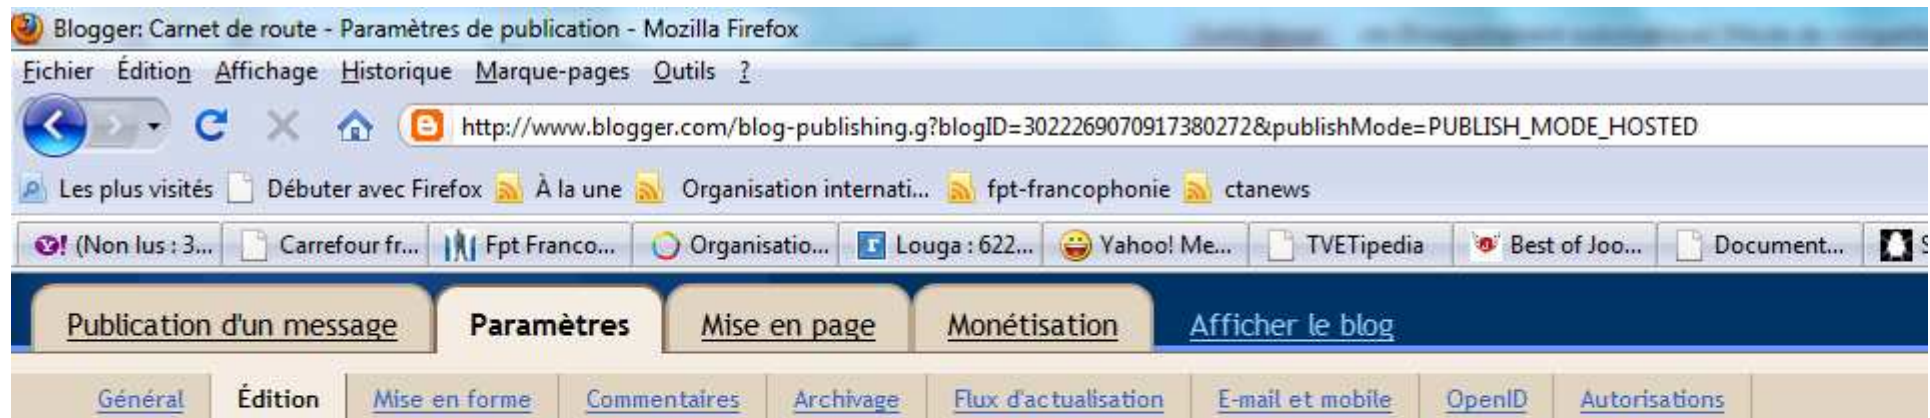 Blogger: Carnet de route - Paramètres de publication - Mozilla Firefox
Fichier Édition Affichage Historique Marque-pages Outils ?
http://www.blogger.com/blog-publishing.g?blogID=3022269070917380272&publishMode=PUBLISH_MODE_HOSTED
Les plus visités Débuter avec Firefox À la une Organisation internati... fpt-francophonie ctanews
(Non lus : 3... Carrefour fr... Fpt Franco... Organisatio... Louga : 622... Yahoo! Me... TVETipedia Best of Joo... Document... S
Publication d'un message Paramètres Mise en page Monétisation Afficher le blog
Général Édition Mise en forme Commentaires Archivage Flux d'actualisation E-mail et mobile OpenID Autorisations